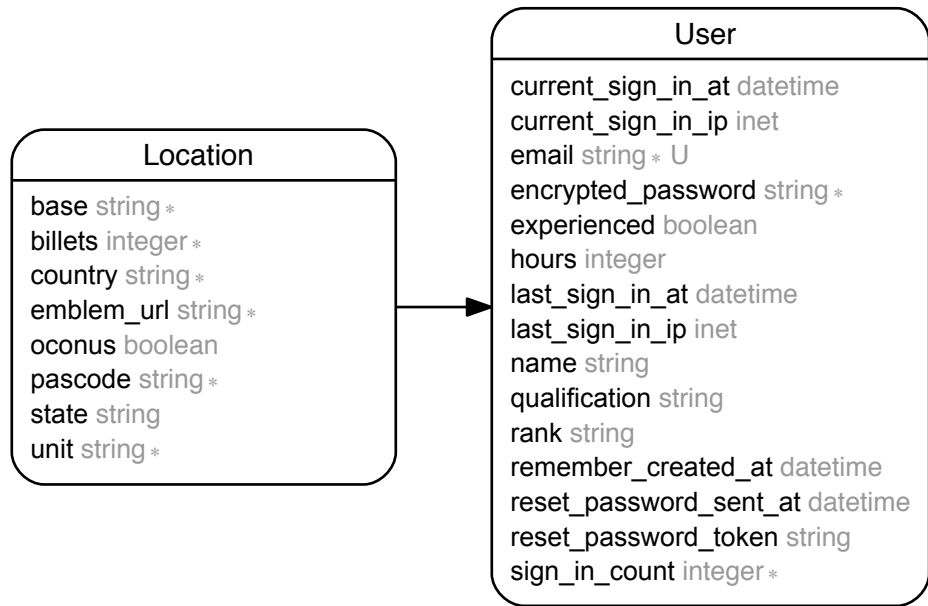 Location
base string*
billets integer*
country string*
emblem_url string*
oconus boolean
pascode string*
state string
unit string*
User
current_sign_in_at datetime
current_sign_in_ip inet
email string* U
encrypted_password string*
experienced boolean
hours integer
last_sign_in_at datetime
last_sign_in_ip inet
name string
qualification string
rank string
remember_created_at datetime
reset_password_sent_at datetime
reset_password_token string
sign_in_count integer*